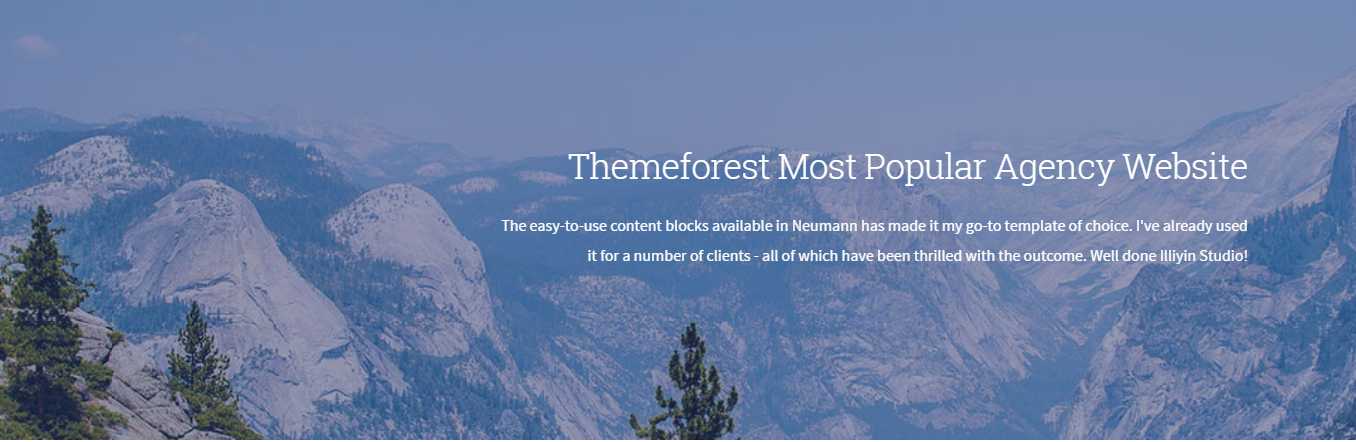 Themeforest Most Popular Agency Website
The easy-to-use content blocks available in Neumann has made it my go-to template of choice. I've already used
it for a number of clients - all of which have been thrilled with the outcome. Well done Illiyin Studio!